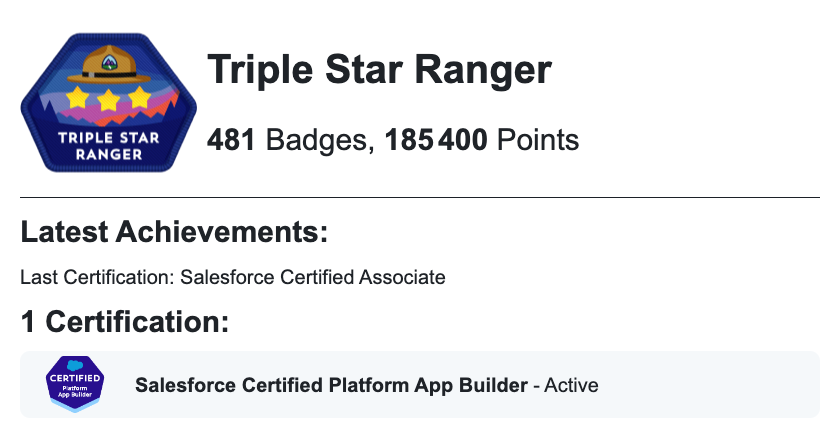 TRIPLE STAR
RANGER
Triple Star Ranger
481 Badges, 185 400 Points
Latest Achievements:
Last Certification: Salesforce Certified Associate
1 Certification:
CERTIFIED
Platform
App Builder
Salesforce Certified Platform App Builder - Active